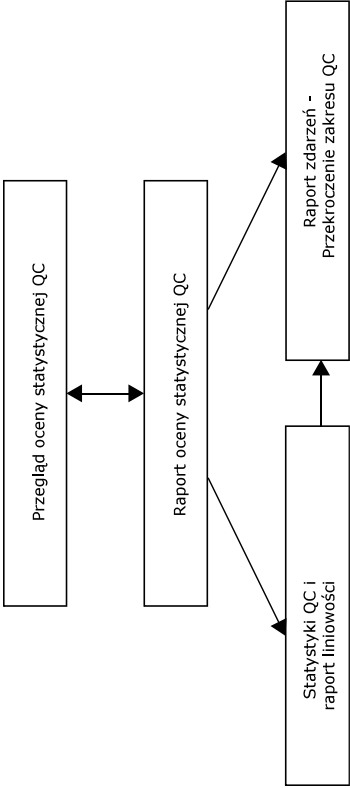 Przegląd oceny statystycznej QC
Raport oceny statystycznej QC
Statystyki QC i
raport liniowości
Raport zdarzeń -
Przekroczenie zakresu QC